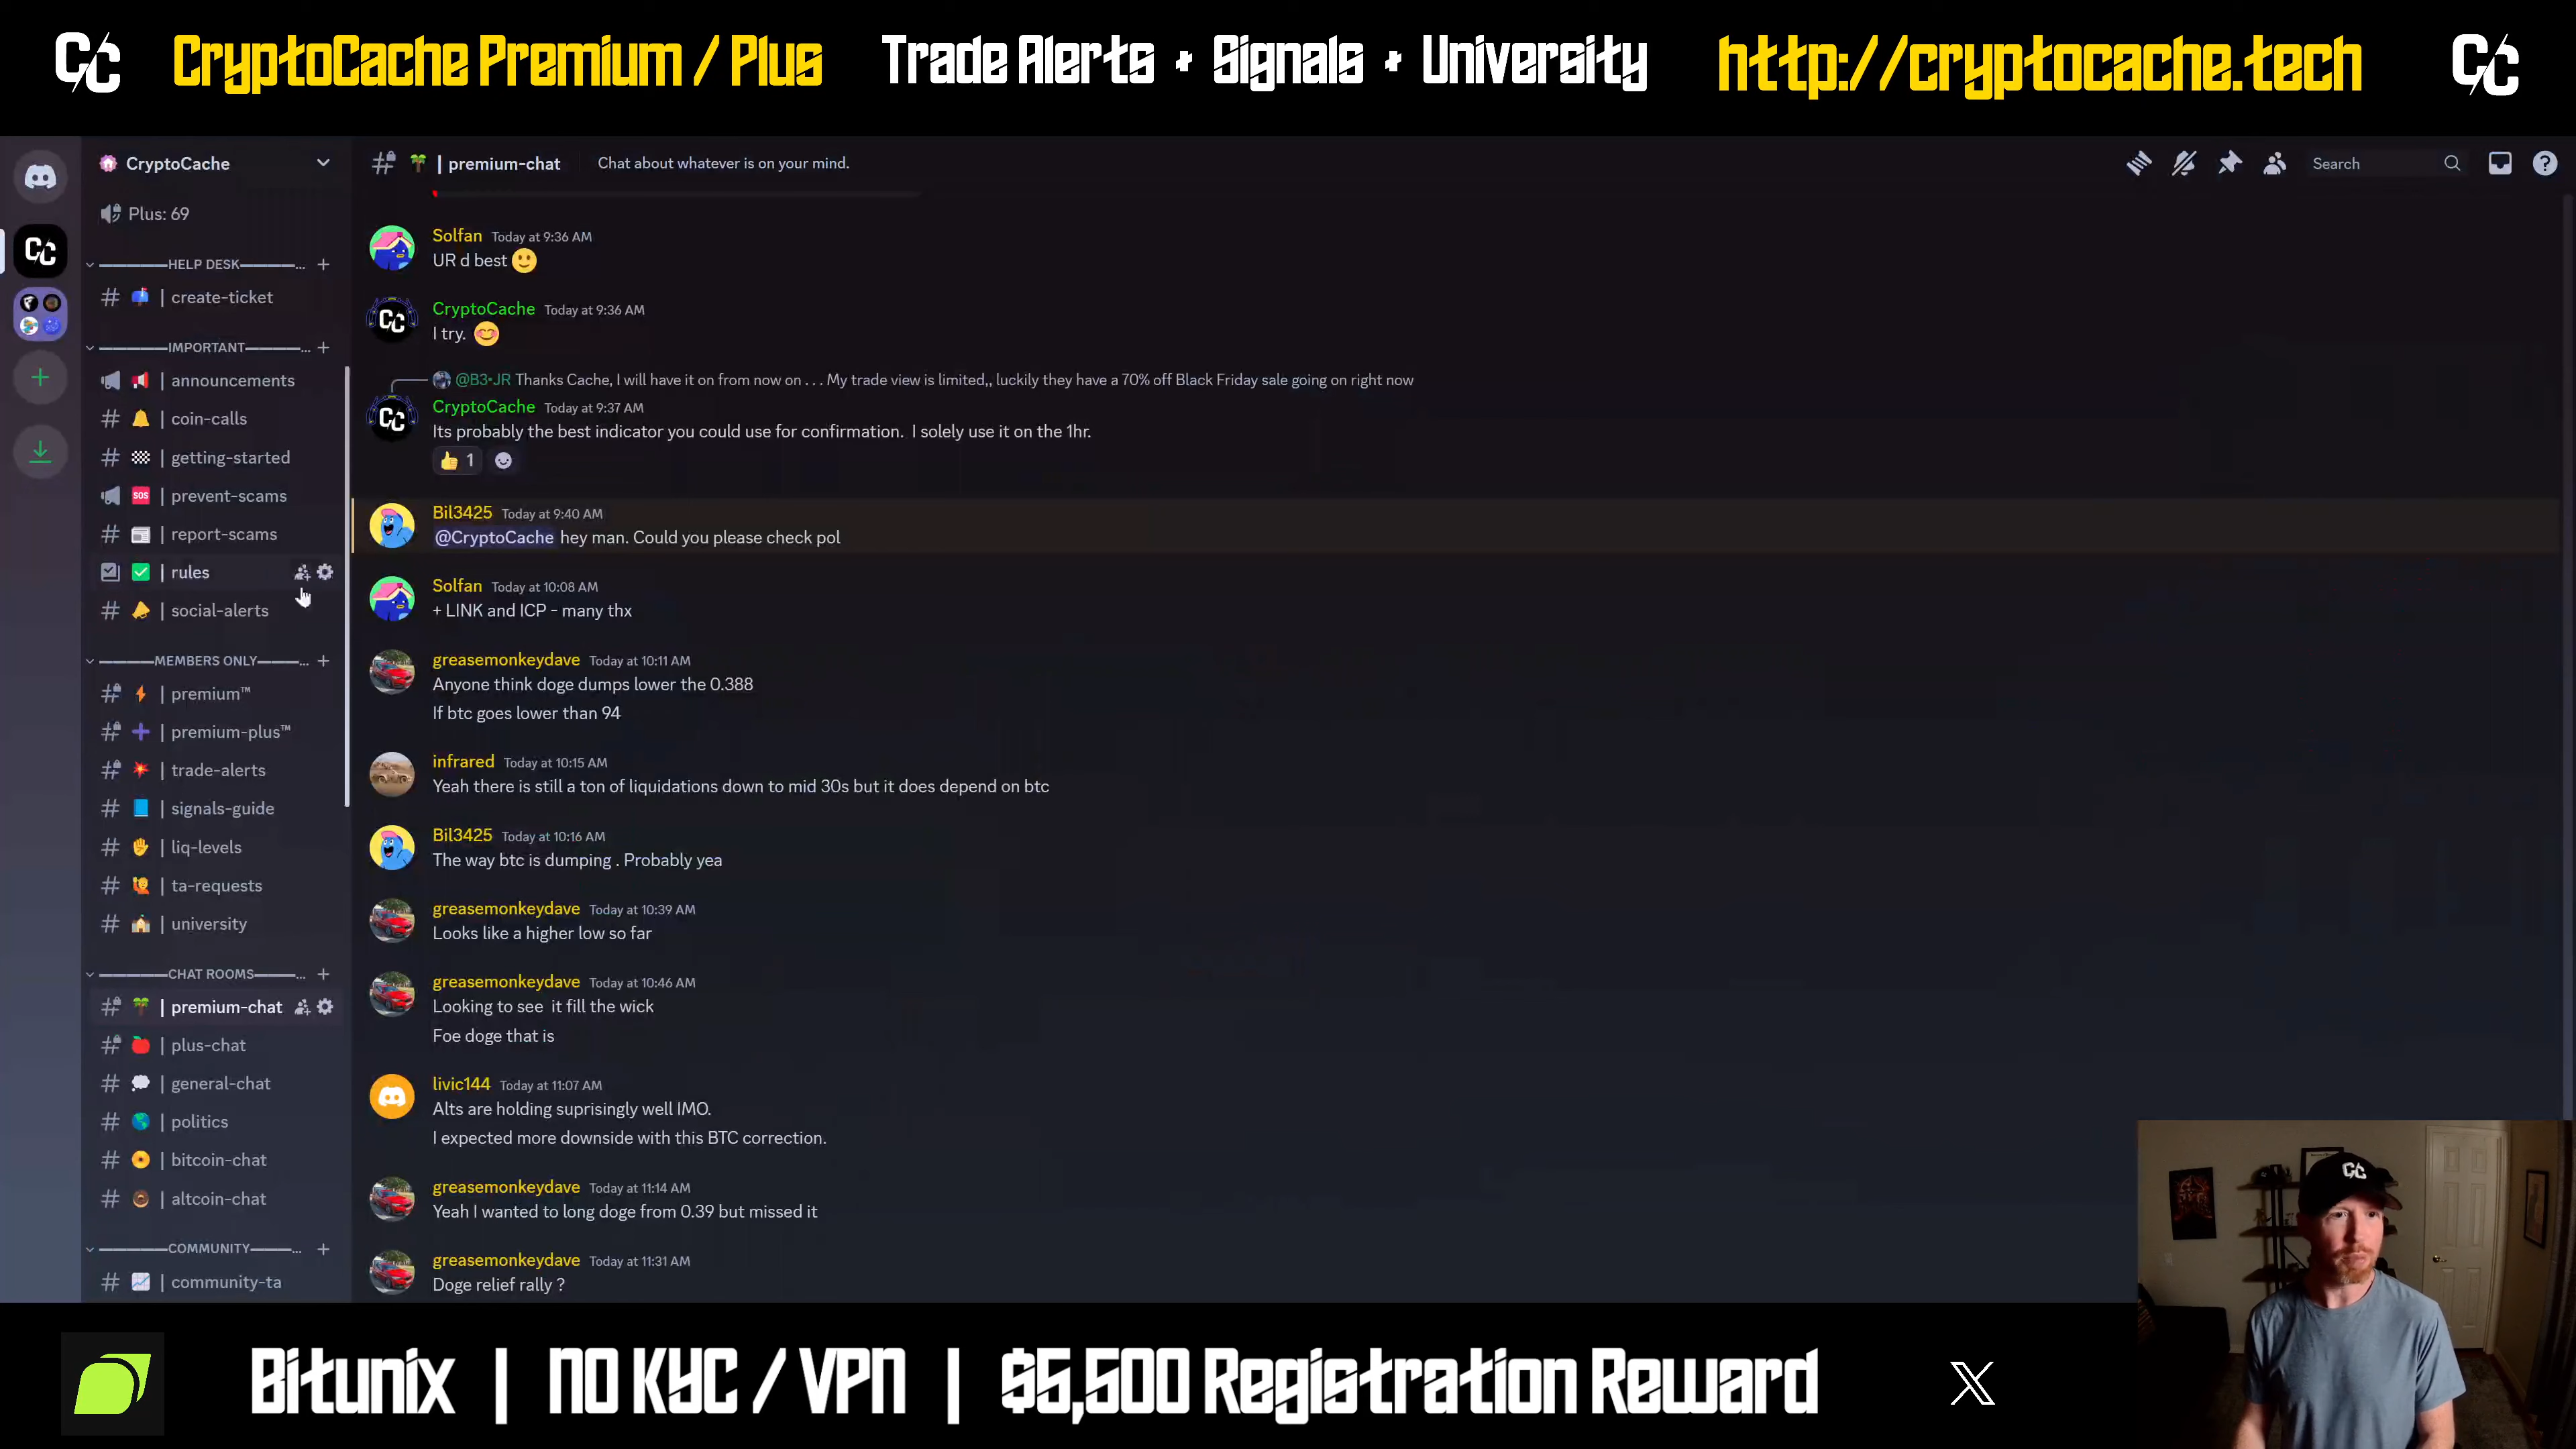 CC CryptoCache Premium / Plus Trade Alerts + Signals + University http://cryptocache.tech CC
CryptoCache
Plus: 69
HELP DESK ...
| create-ticket
IMPORTANT ...
| announcements
| coin-calls
| getting-started
SOS | prevent-scams
| report-scams
| rules
| social-alerts
MEMBERS ONLY ...
| premium™
| premium-plus™
| trade-alerts
| signals-guide
| liq-levels
| ta-requests
| university
CHAT ROOMS ...
| premium-chat
| plus-chat
| general-chat
| politics
| bitcoin-chat
| altcoin-chat
COMMUNITY ...
| community-ta
| premium-chat Chat about whatever is on your mind. Search
Solfan Today at 9:36 AM
UR d best
CryptoCache Today at 9:36 AM
I try.
@B3•JR Thanks Cache, I will have it on from now on . . . My trade view is limited,, luckily they have a 70% off Black Friday sale going on right now
CryptoCache Today at 9:37 AM
Its probably the best indicator you could use for confirmation. I solely use it on the 1hr.
1
Bil3425 Today at 9:40 AM
@CryptoCache hey man. Could you please check pol
Solfan Today at 10:08 AM
+ LINK and ICP - many thx
greasemonkeydave Today at 10:11 AM
Anyone think doge dumps lower the 0.388
If btc goes lower than 94
infrared Today at 10:15 AM
Yeah there is still a ton of liquidations down to mid 30s but it does depend on btc
Bil3425 Today at 10:16 AM
The way btc is dumping . Probably yea
greasemonkeydave Today at 10:39 AM
Looks like a higher low so far
greasemonkeydave Today at 10:46 AM
Looking to see it fill the wick
Foe doge that is
livic144 Today at 11:07 AM
Alts are holding suprisingly well IMO.
I expected more downside with this BTC correction.
greasemonkeydave Today at 11:14 AM
Yeah I wanted to long doge from 0.39 but missed it
greasemonkeydave Today at 11:31 AM
Doge relief rally ?
CC
Bitunix | NO KYC / VPN | $5,500 Registration Reward X